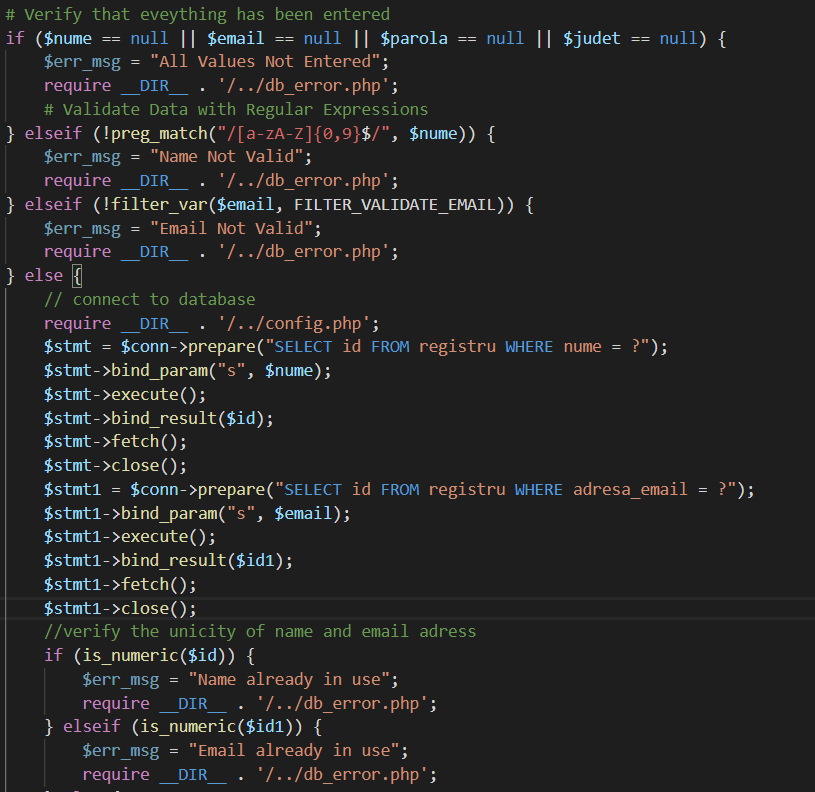 # Verify that eveything has been entered
if ($nume == null || $email == null || $parola == null || $judet == null) {
    $err_msg = "All Values Not Entered";
    require __DIR__ . '/../db_error.php';
    # Validate Data with Regular Expressions
} elseif (!preg_match("/[a-zA-Z]{0,9}$/", $nume)) {
    $err_msg = "Name Not Valid";
    require __DIR__ . '/../db_error.php';
} elseif (!filter_var($email, FILTER_VALIDATE_EMAIL)) {
    $err_msg = "Email Not Valid";
    require __DIR__ . '/../db_error.php';
} else {
    // connect to database
    require __DIR__ . '/../config.php';
    $stmt = $conn->prepare("SELECT id FROM registru WHERE nume = ?");
    $stmt->bind_param("s", $nume);
    $stmt->execute();
    $stmt->bind_result($id);
    $stmt->fetch();
    $stmt->close();
    $stmt1 = $conn->prepare("SELECT id FROM registru WHERE adresa_email = ?");
    $stmt1->bind_param("s", $email);
    $stmt1->execute();
    $stmt1->bind_result($id1);
    $stmt1->fetch();
    $stmt1->close();
    //verify the unicity of name and email adress
    if (is_numeric($id)) {
        $err_msg = "Name already in use";
        require __DIR__ . '/../db_error.php';
    } elseif (is_numeric($id1)) {
        $err_msg = "Email already in use";
        require __DIR__ . '/../db_error.php';